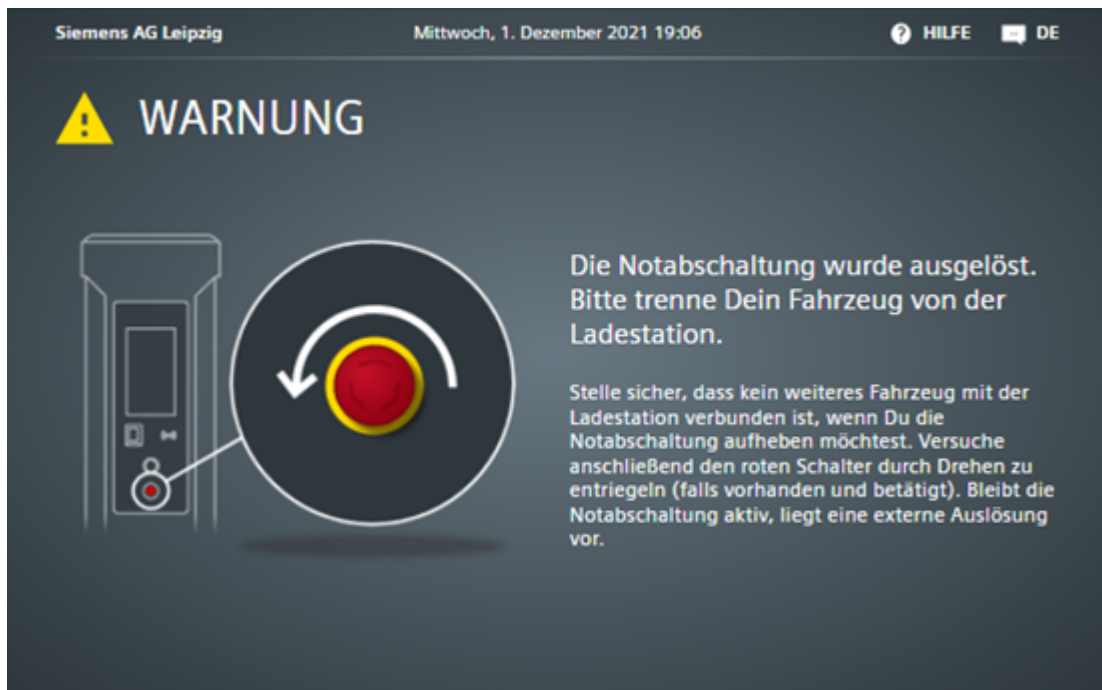 Siemens AG Leipzig
Mittwoch, 1. Dezember 2021 19:06
HILFE
DE
WARNUNG
Die Notabschaltung wurde ausgelöst.
Bitte trenne Dein Fahrzeug von der
Ladestation.
Stelle sicher, dass kein weiteres Fahrzeug mit der
Ladestation verbunden ist, wenn Du die
Notabschaltung aufheben möchtest. Versuche
anschließend den roten Schalter durch Drehen zu
entriegeln (falls vorhanden und betätigt). Bleibt die
Notabschaltung aktiv, liegt eine externe Auslösung
vor.